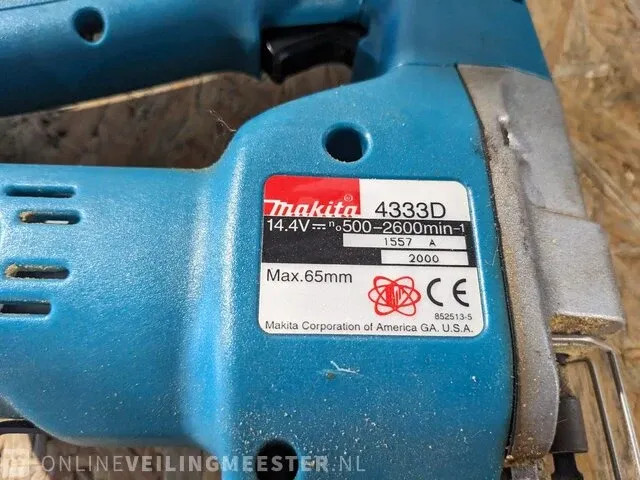 makita® 4333D
14.4V⎓ n₀500-2600min⁻¹
1557 A
2000
Max.65mm
CE
852513-5
Makita Corporation of America GA. U.S.A.
ONLINEVEILINGMEESTER.NL